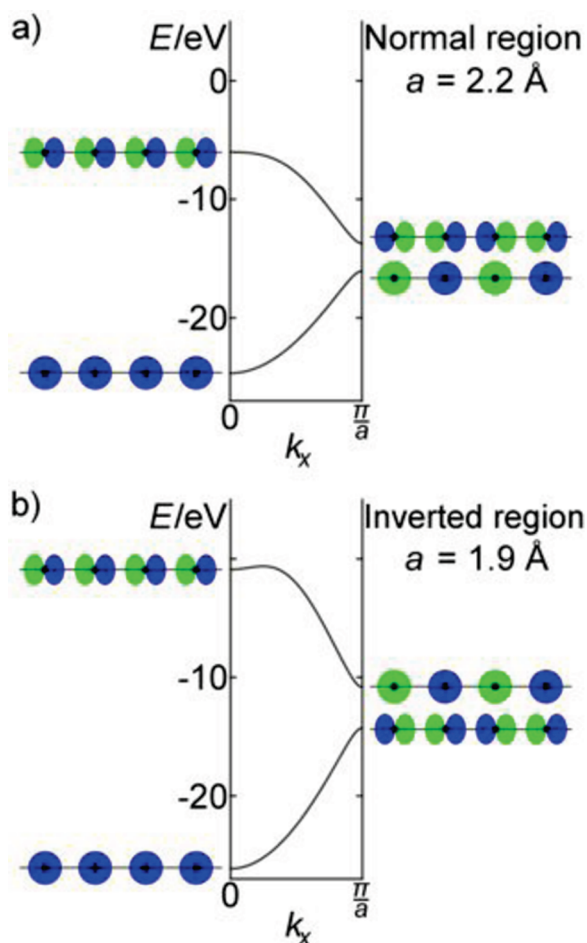 a)
E/eV
Normal region
a = 2.2 Å
0
-10
-20
0
π/a
kₓ
b)
E/eV
Inverted region
a = 1.9 Å
-10
-20
0
π/a
kₓ